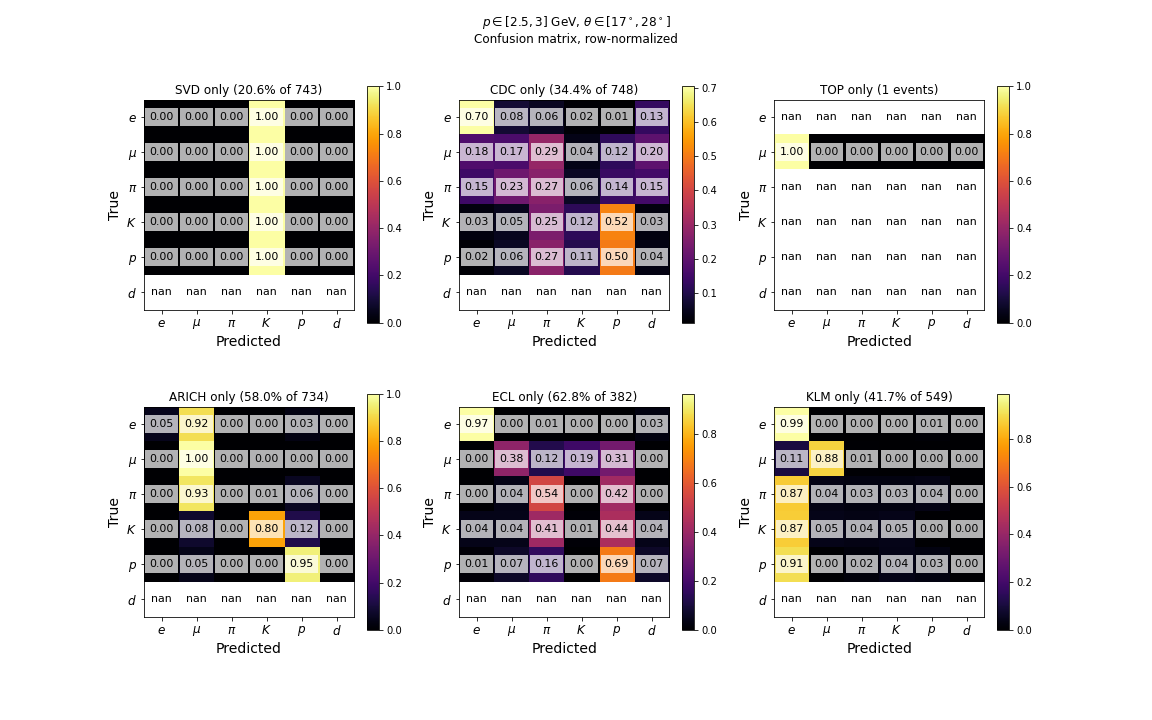 p ∈ [2.5, 3] GeV, θ ∈ [17°, 28°]
Confusion matrix, row-normalized
SVD only (20.6% of 743)
e 0.00 0.00 0.00 1.00 0.00 0.00
μ 0.00 0.00 0.00 1.00 0.00 0.00
π 0.00 0.00 0.00 1.00 0.00 0.00
K 0.00 0.00 0.00 1.00 0.00 0.00
p 0.00 0.00 0.00 1.00 0.00 0.00
d nan nan nan nan nan nan
e μ π K p d
True
Predicted
1.0
0.8
0.6
0.4
0.2
0.0
CDC only (34.4% of 748)
e 0.70 0.08 0.06 0.02 0.01 0.13
μ 0.18 0.17 0.29 0.04 0.12 0.20
π 0.15 0.23 0.27 0.06 0.14 0.15
K 0.03 0.05 0.25 0.12 0.52 0.03
p 0.02 0.06 0.27 0.11 0.50 0.04
d nan nan nan nan nan nan
e μ π K p d
True
Predicted
0.7
0.6
0.5
0.4
0.3
0.2
0.1
TOP only (1 events)
e nan nan nan nan nan nan
μ 1.00 0.00 0.00 0.00 0.00 0.00
π nan nan nan nan nan nan
K nan nan nan nan nan nan
p nan nan nan nan nan nan
d nan nan nan nan nan nan
e μ π K p d
True
Predicted
1.0
0.8
0.6
0.4
0.2
0.0
ARICH only (58.0% of 734)
e 0.05 0.92 0.00 0.00 0.03 0.00
μ 0.00 1.00 0.00 0.00 0.00 0.00
π 0.00 0.93 0.00 0.01 0.06 0.00
K 0.00 0.08 0.00 0.80 0.12 0.00
p 0.00 0.05 0.00 0.00 0.95 0.00
d nan nan nan nan nan nan
e μ π K p d
True
Predicted
1.0
0.8
0.6
0.4
0.2
0.0
ECL only (62.8% of 382)
e 0.97 0.00 0.01 0.00 0.00 0.03
μ 0.00 0.38 0.12 0.19 0.31 0.00
π 0.00 0.04 0.54 0.00 0.42 0.00
K 0.04 0.04 0.41 0.01 0.44 0.04
p 0.01 0.07 0.16 0.00 0.69 0.07
d nan nan nan nan nan nan
e μ π K p d
True
Predicted
0.8
0.6
0.4
0.2
0.0
KLM only (41.7% of 549)
e 0.99 0.00 0.00 0.00 0.01 0.00
μ 0.11 0.88 0.01 0.00 0.00 0.00
π 0.87 0.04 0.03 0.03 0.04 0.00
K 0.87 0.05 0.04 0.05 0.00 0.00
p 0.91 0.00 0.02 0.04 0.03 0.00
d nan nan nan nan nan nan
e μ π K p d
True
Predicted
0.8
0.6
0.4
0.2
0.0